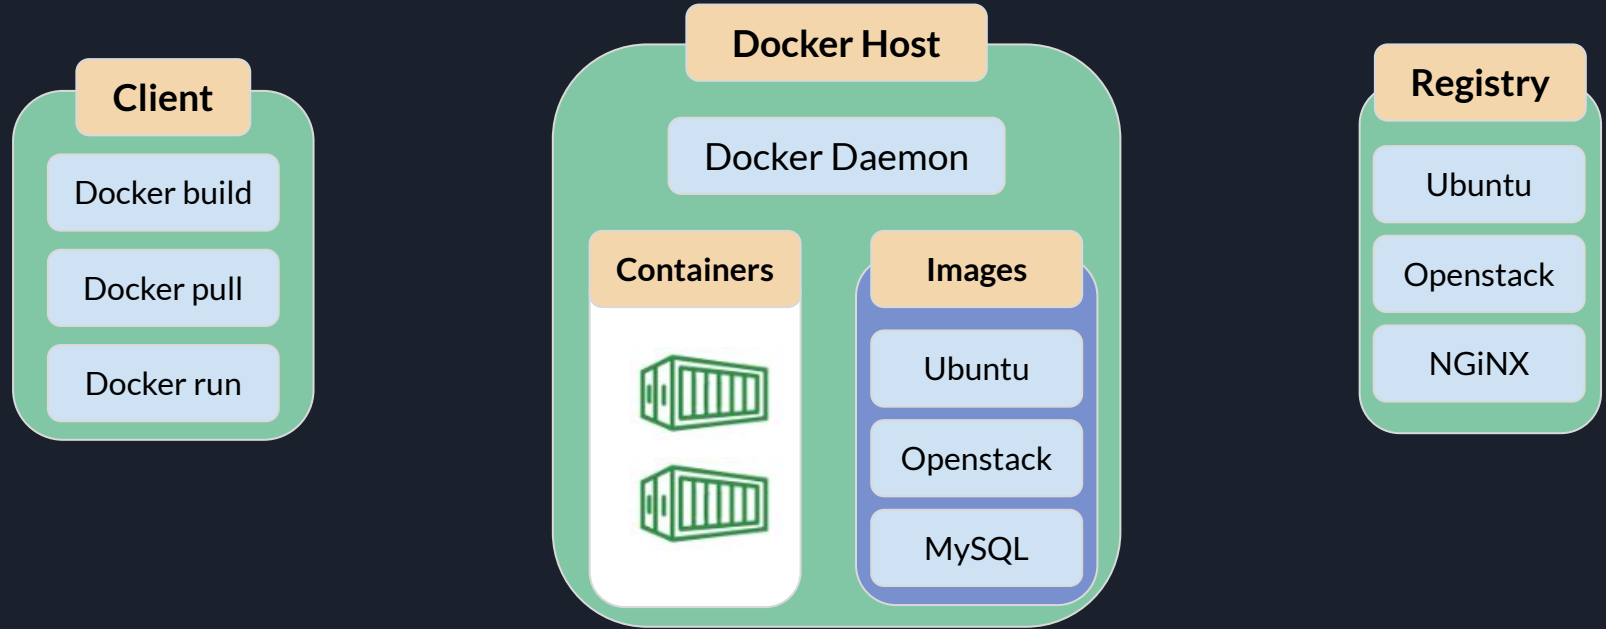 Client
Docker build
Docker pull
Docker run
Docker Host
Docker Daemon
Containers
Images
Ubuntu
Openstack
MySQL
Registry
Ubuntu
Openstack
NGiNX